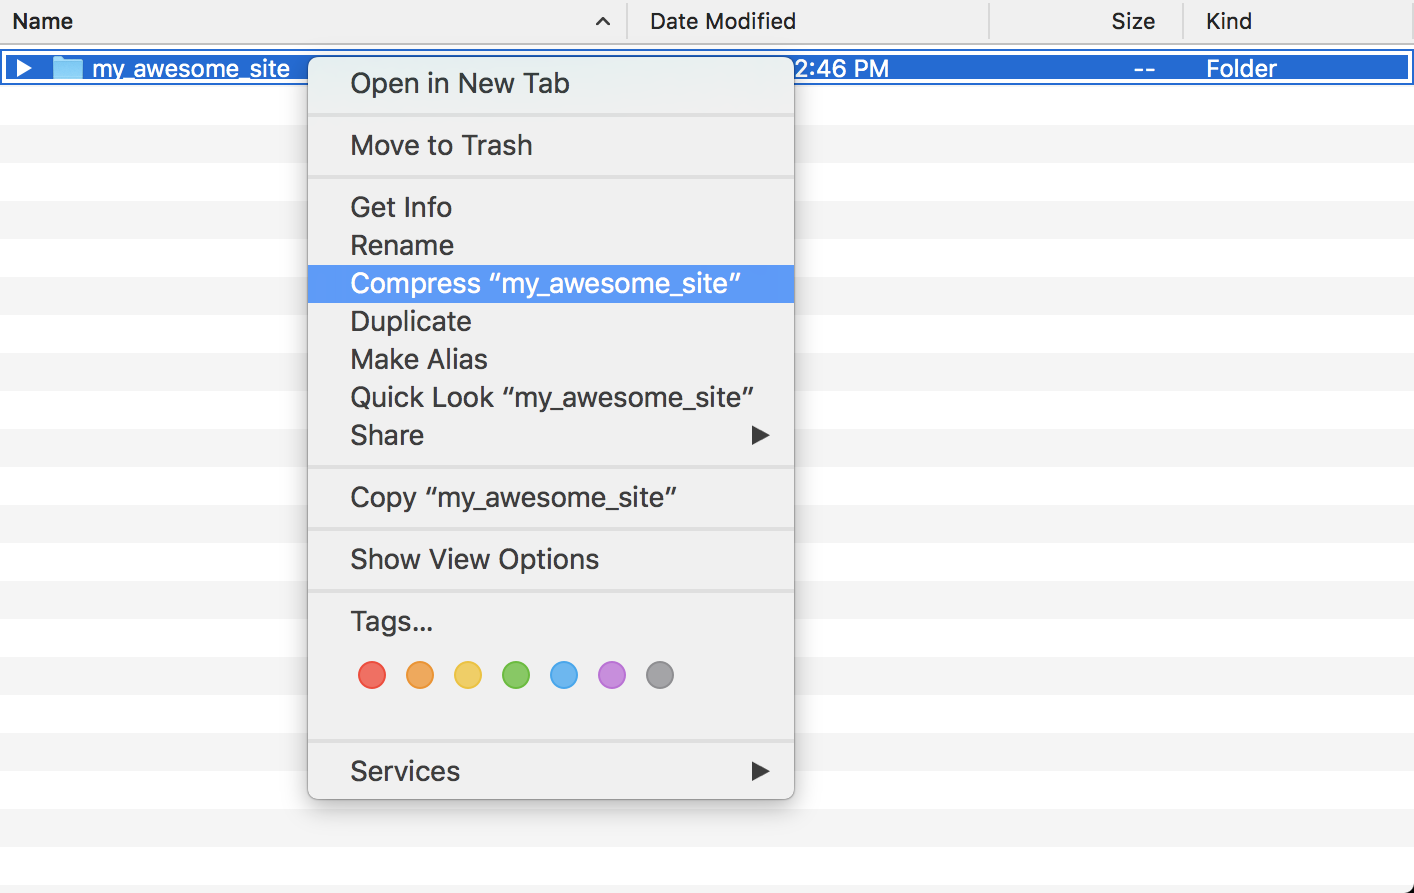 Name Date Modified Size Kind
my_awesome_site 2:46 PM -- Folder
Open in New Tab
Move to Trash
Get Info
Rename
Compress “my_awesome_site”
Duplicate
Make Alias
Quick Look “my_awesome_site”
Share
Copy “my_awesome_site”
Show View Options
Tags...
Services